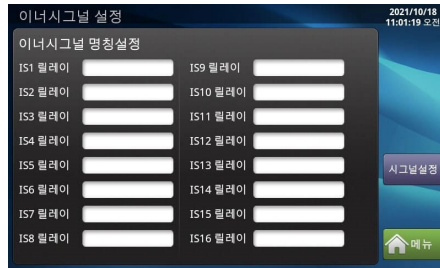 이너시그널 설정
2021/10/18
11:01:19 오전
이너시그널 명칭설정
IS1 릴레이
IS2 릴레이
IS3 릴레이
IS4 릴레이
IS5 릴레이
IS6 릴레이
IS7 릴레이
IS8 릴레이
IS9 릴레이
IS10 릴레이
IS11 릴레이
IS12 릴레이
IS13 릴레이
IS14 릴레이
IS15 릴레이
IS16 릴레이
시그널설정
메뉴